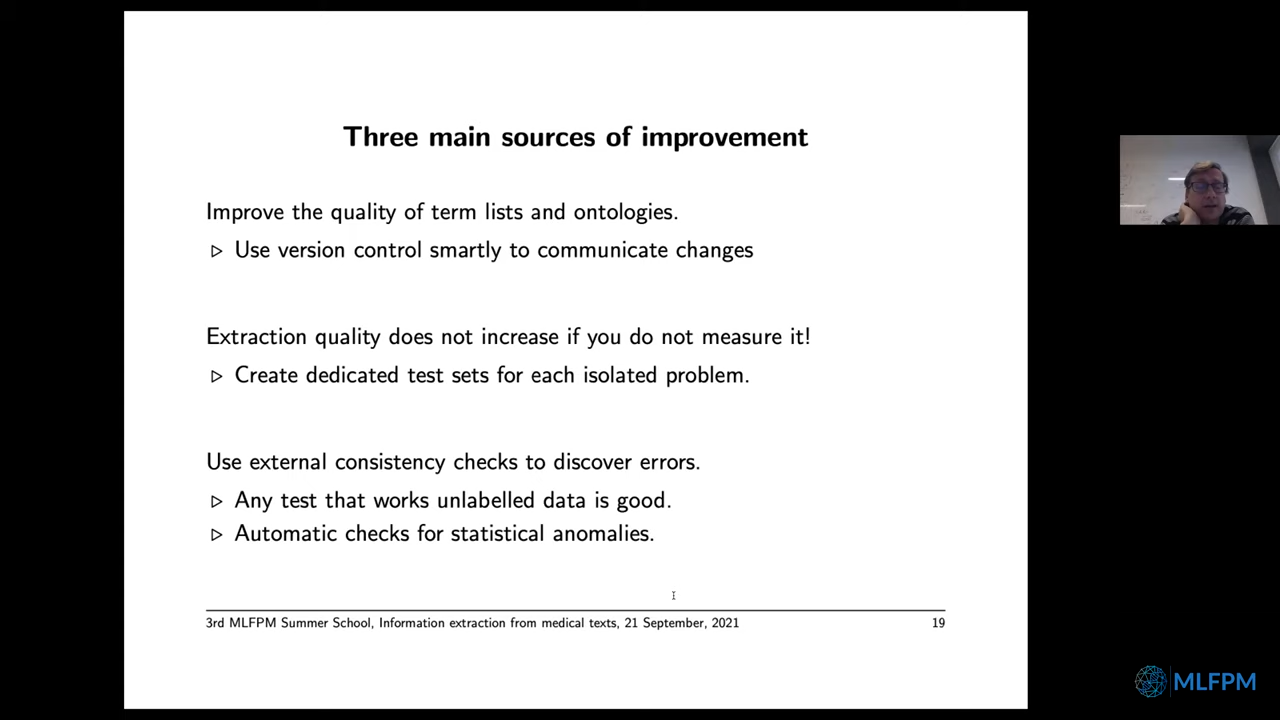 Three main sources of improvement
Improve the quality of term lists and ontologies.
▷ Use version control smartly to communicate changes
Extraction quality does not increase if you do not measure it!
▷ Create dedicated test sets for each isolated problem.
Use external consistency checks to discover errors.
▷ Any test that works unlabelled data is good.
▷ Automatic checks for statistical anomalies.
3rd MLFPM Summer School, Information extraction from medical texts, 21 September, 2021 19
MLFPM